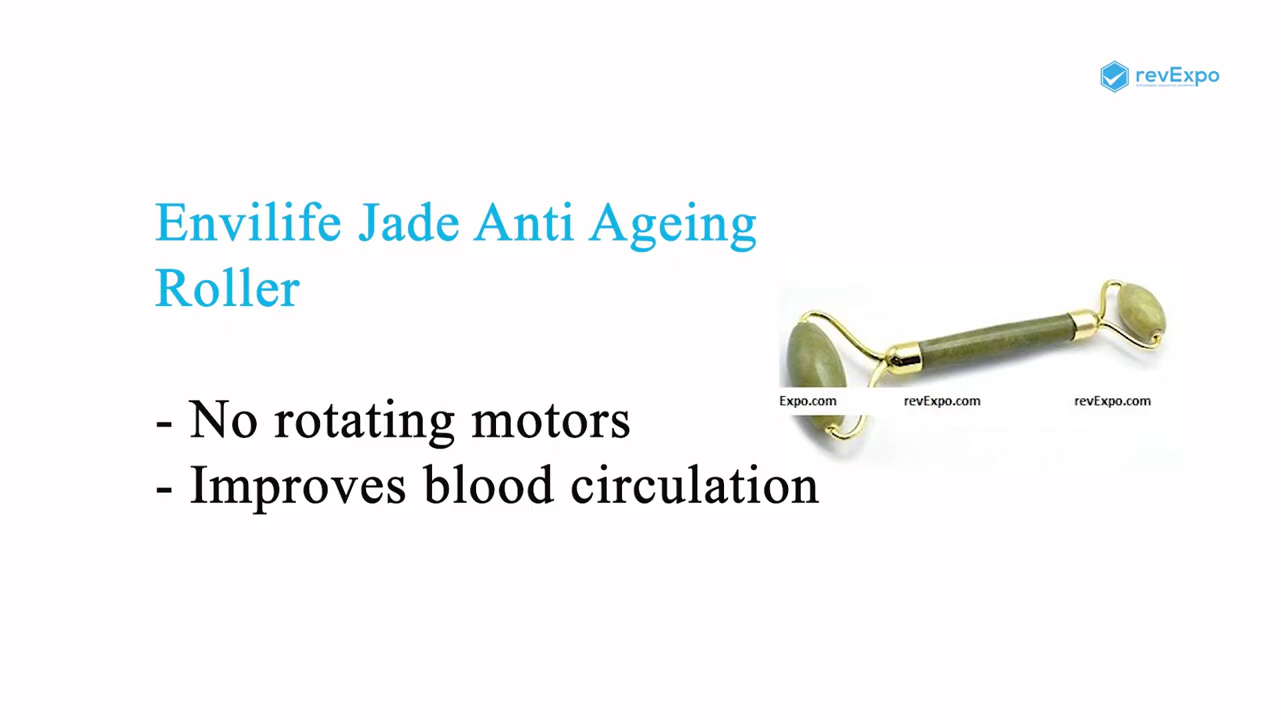 revExpo
Envilife Jade Anti Ageing
Roller
Expo.com revExpo.com revExpo.com
- No rotating motors
- Improves blood circulation